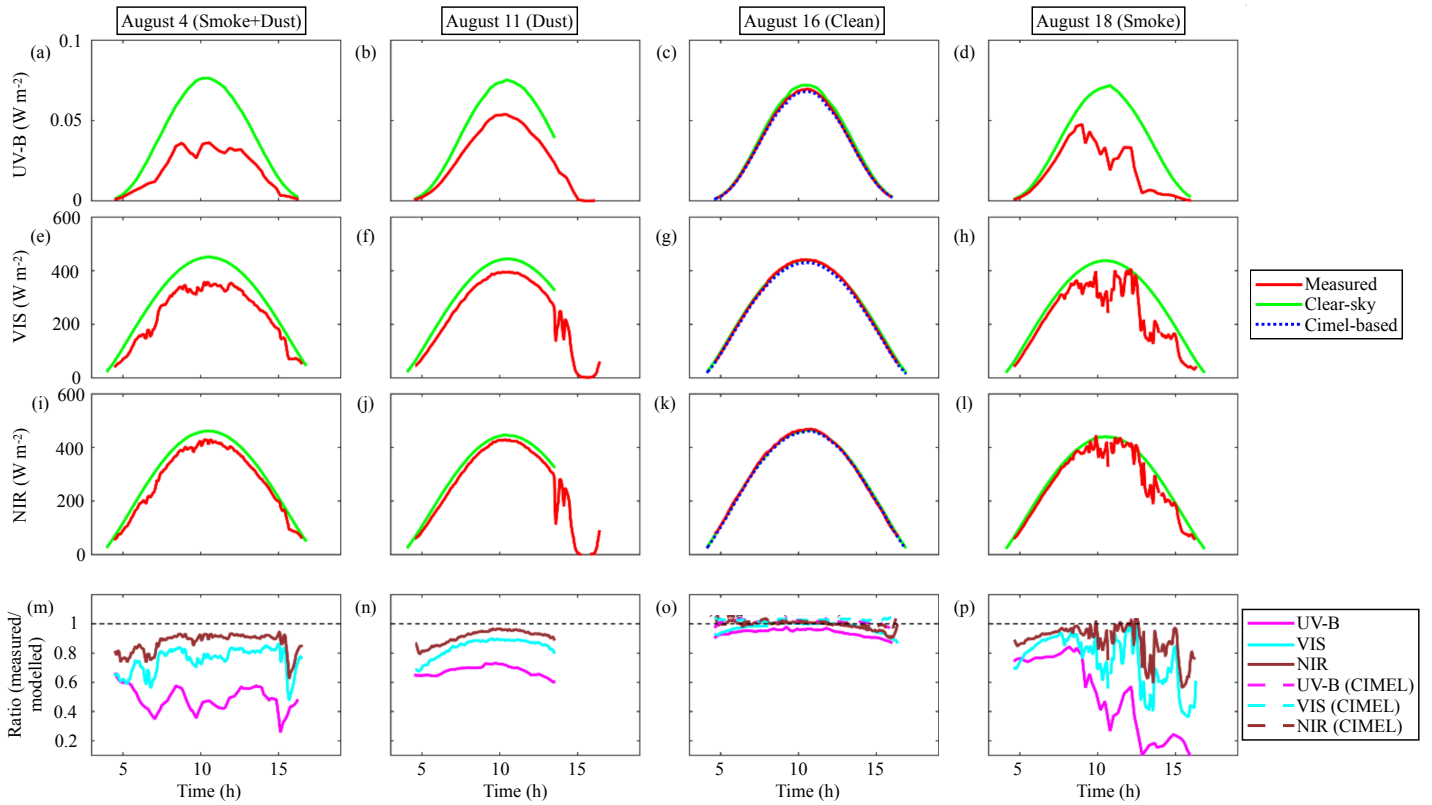 August 4 (Smoke+Dust)
August 11 (Dust)
August 16 (Clean)
August 18 (Smoke)
(a)
(b)
(c)
(d)
UV-B (W m-2)
0.1
0.05
0
(e)
(f)
(g)
(h)
VIS (W m-2)
600
400
200
0
Measured
Clear-sky
Cimel-based
(i)
(j)
(k)
(l)
NIR (W m-2)
600
400
200
0
(m)
(n)
(o)
(p)
Ratio (measured/
modelled)
1
0.8
0.6
0.4
0.2
UV-B
VIS
NIR
UV-B (CIMEL)
VIS (CIMEL)
NIR (CIMEL)
5 10 15
5 10 15
5 10 15
5 10 15
Time (h)
Time (h)
Time (h)
Time (h)